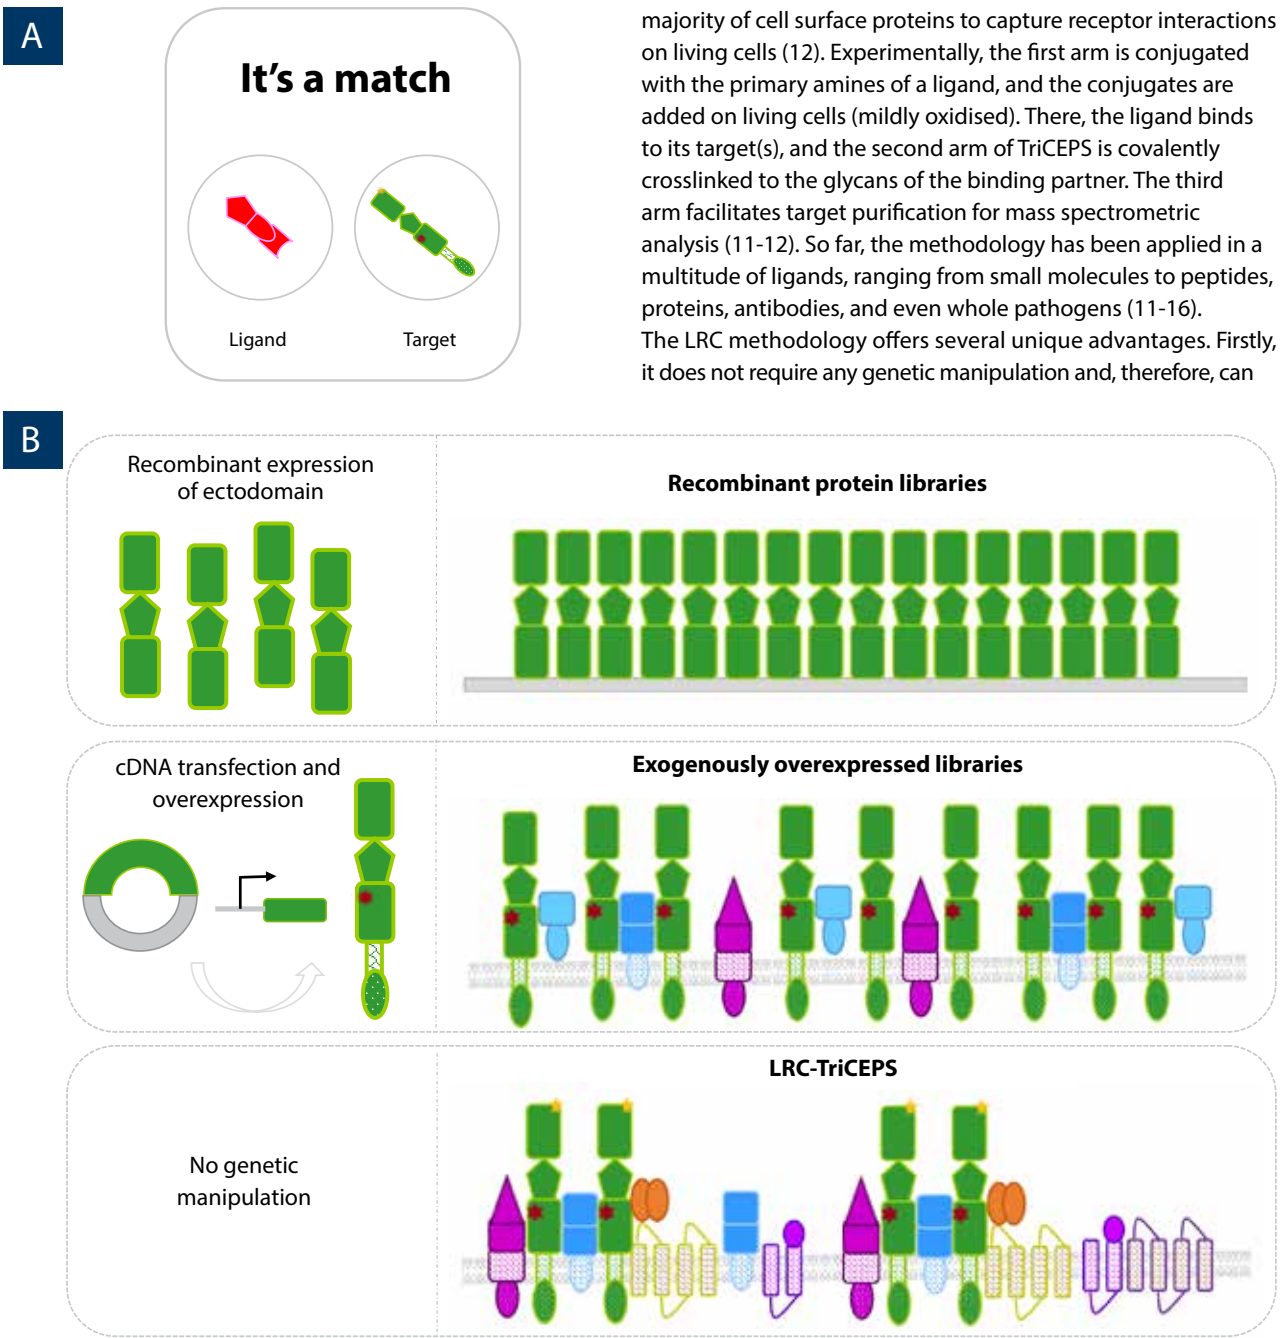 A
It's a match
Ligand
Target
majority of cell surface proteins to capture receptor interactions
on living cells (12). Experimentally, the first arm is conjugated
with the primary amines of a ligand, and the conjugates are
added on living cells (mildly oxidised). There, the ligand binds
to its target(s), and the second arm of TriCEPS is covalently
crosslinked to the glycans of the binding partner. The third
arm facilitates target purification for mass spectrometric
analysis (11-12). So far, the methodology has been applied in a
multitude of ligands, ranging from small molecules to peptides,
proteins, antibodies, and even whole pathogens (11-16).
The LRC methodology offers several unique advantages. Firstly,
it does not require any genetic manipulation and, therefore, can
B
Recombinant expression
of ectodomain
Recombinant protein libraries
cDNA transfection and
overexpression
Exogenously overexpressed libraries
No genetic
manipulation
LRC-TriCEPS